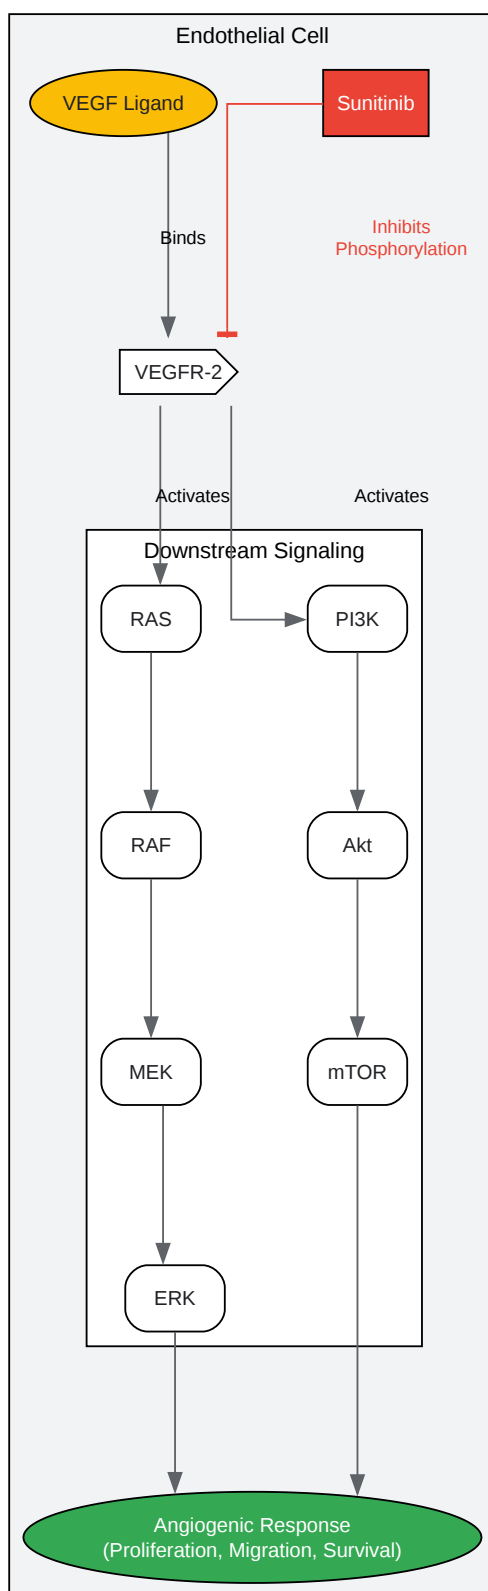 Endothelial Cell
VEGF Ligand
Sunitinib
Inhibits
Phosphorylation
Binds
VEGFR-2
Activates
Activates
Downstream Signaling
RAS
PI3K
RAF
Akt
MEK
mTOR
ERK
Angiogenic Response
(Proliferation, Migration, Survival)